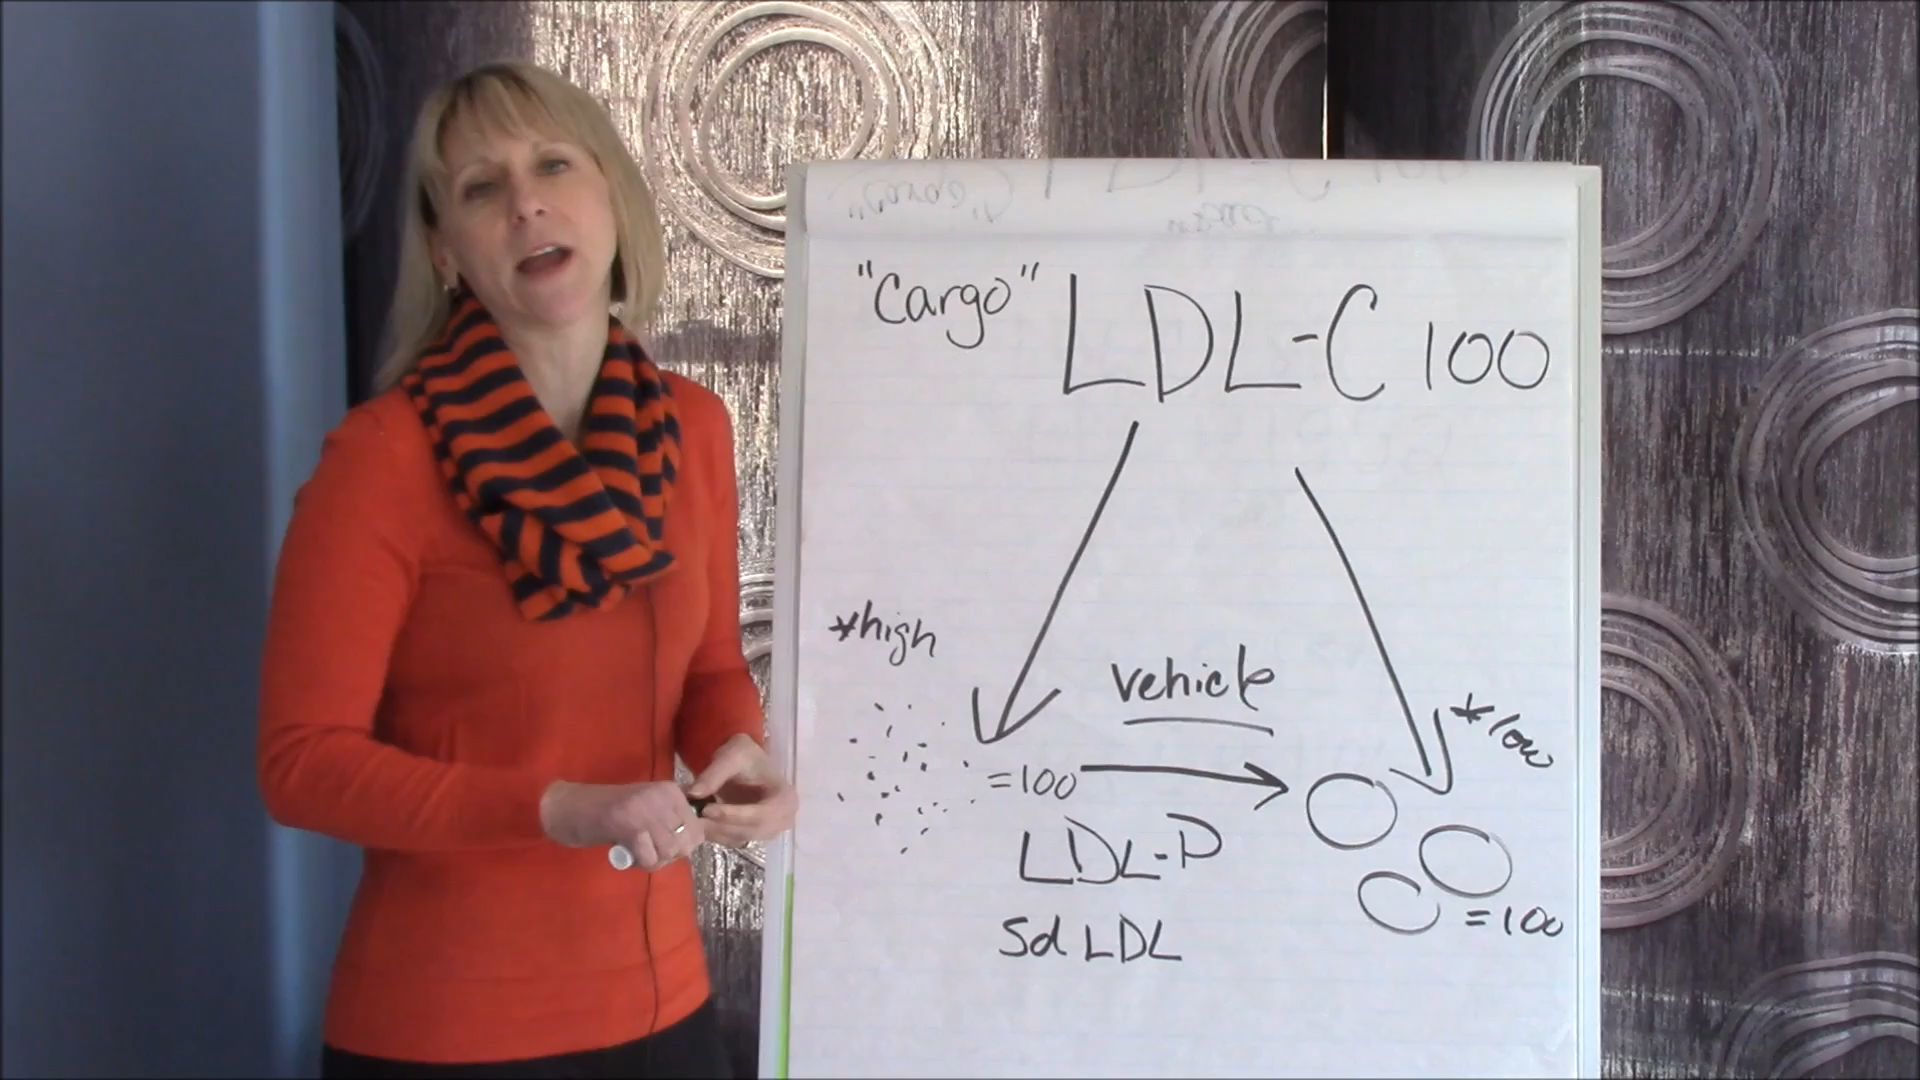 "Cargo" LDL-C 100
*high
vehicle
*low
=100
LDL-P
=100
sd LDL